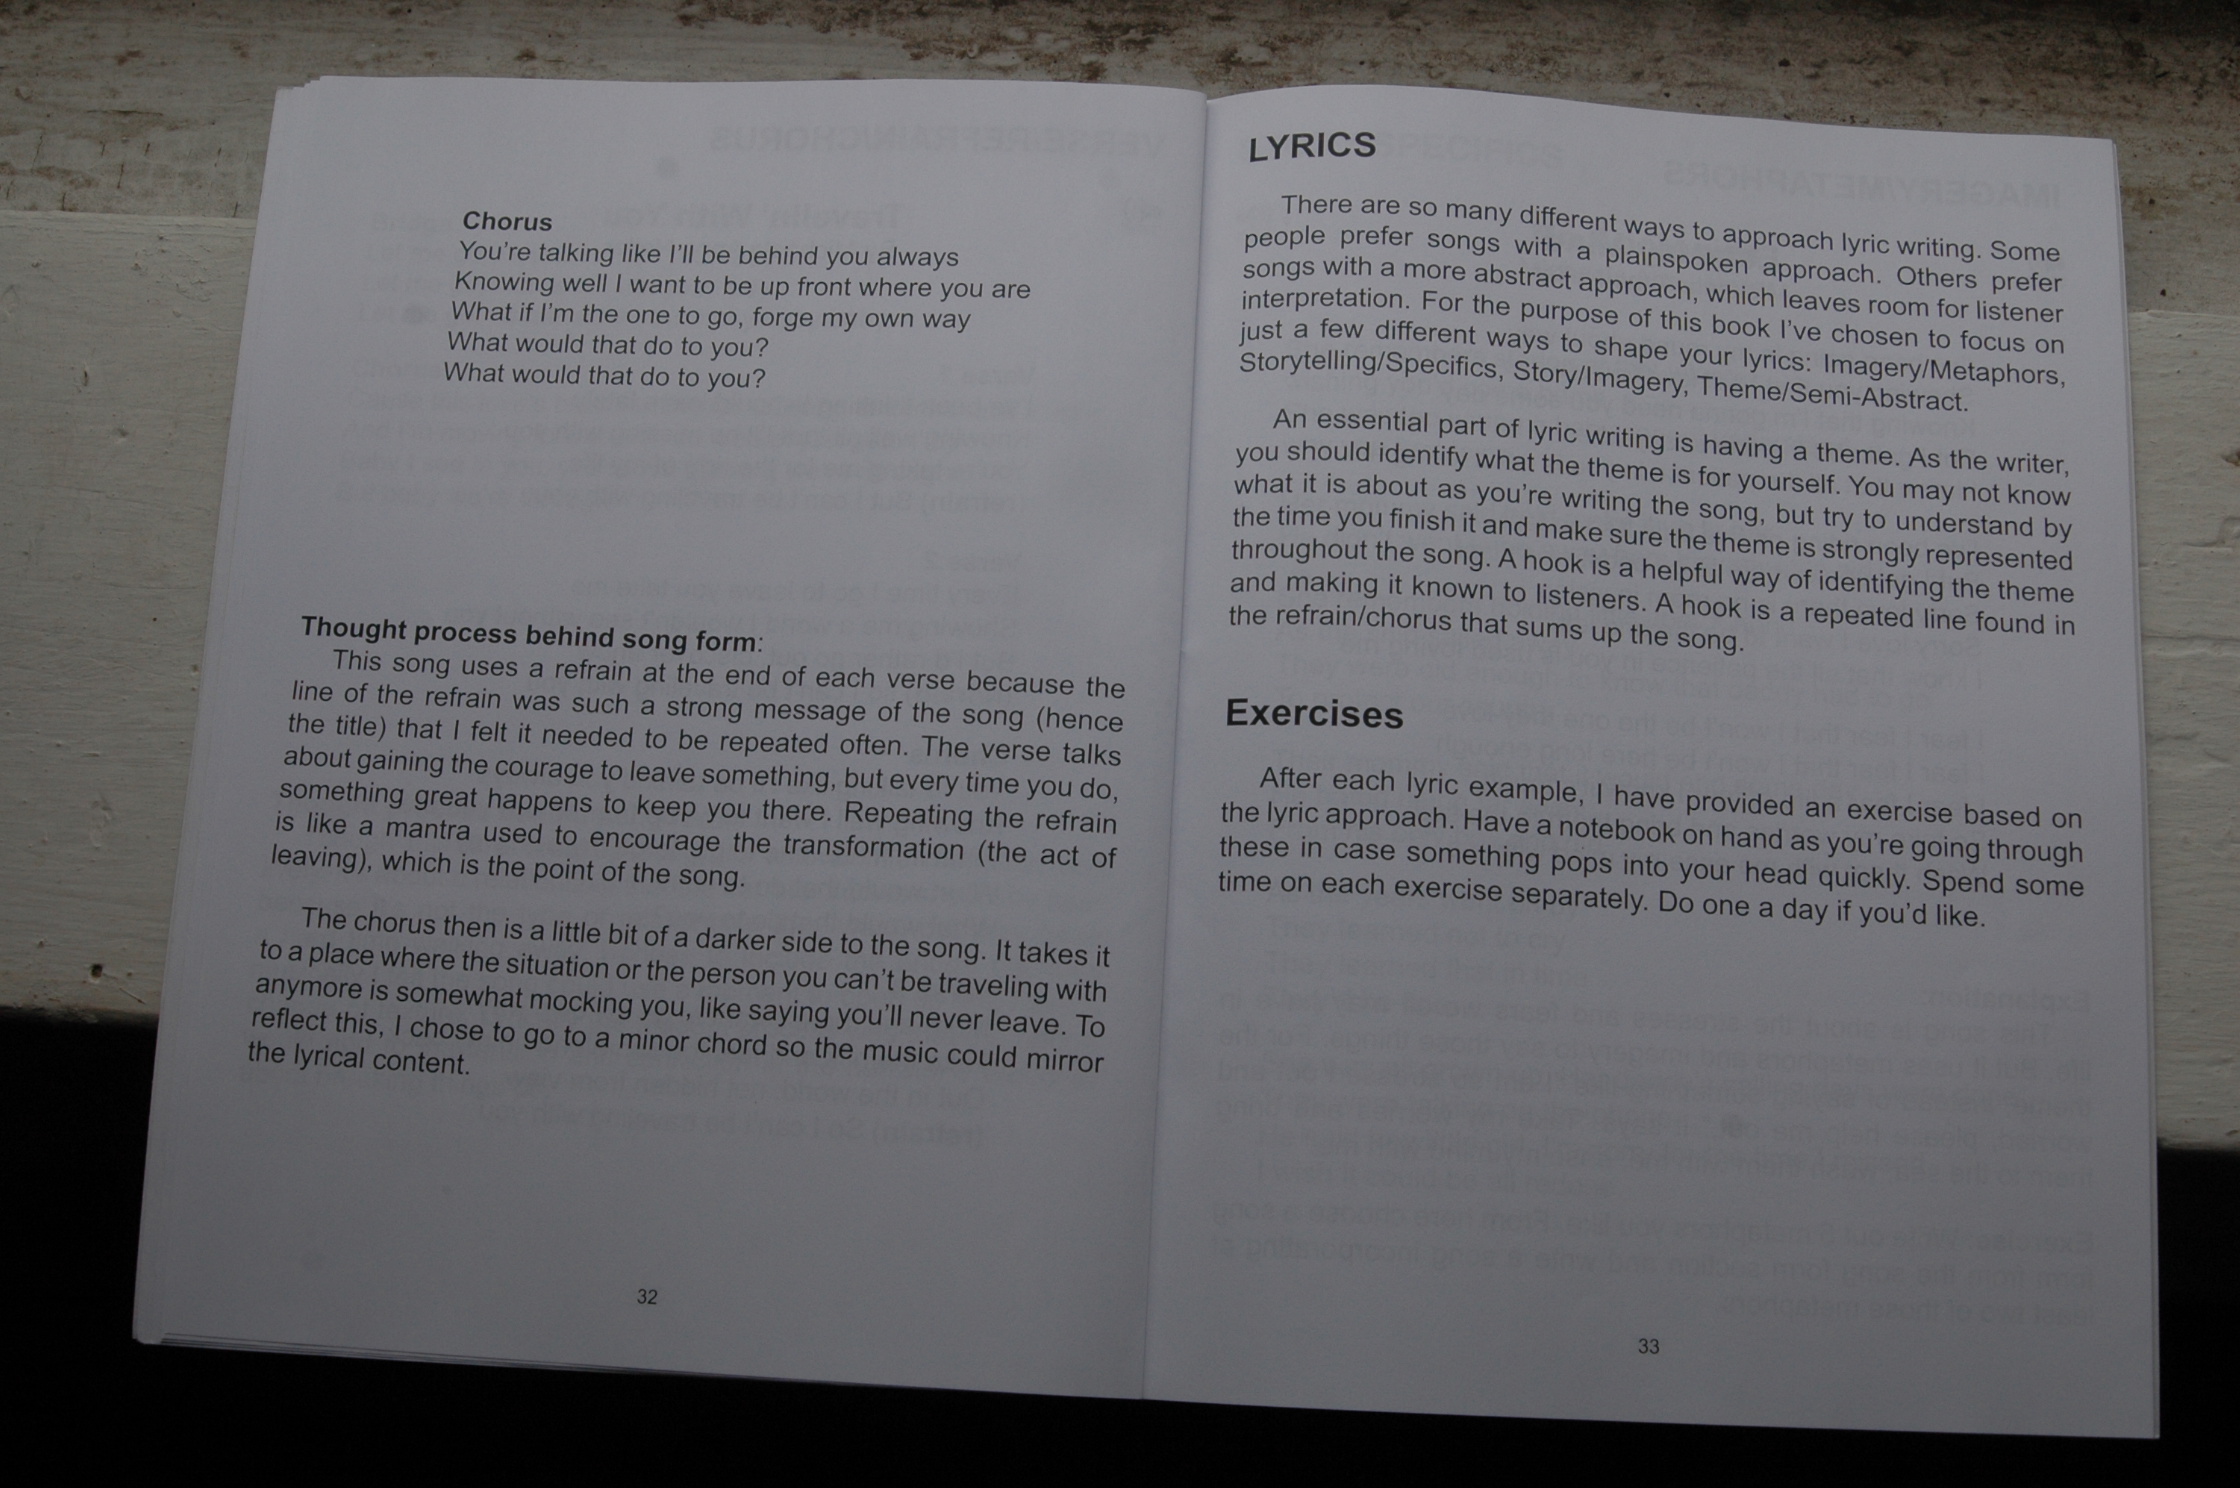 Chorus
You're talking like I'll be behind you always
Knowing well I want to be up front where you are
What if I'm the one to go, forge my own way
What would that do to you?
What would that do to you?
Thought process behind song form:
This song uses a refrain at the end of each verse because the
line of the refrain was such a strong message of the song (hence
the title) that I felt it needed to be repeated often. The verse talks
about gaining the courage to leave something, but every time you do,
something great happens to keep you there. Repeating the refrain
is like a mantra used to encourage the transformation (the act of
leaving), which is the point of the song.
The chorus then is a little bit of a darker side to the song. It takes it
to a place where the situation or the person you can't be traveling with
anymore is somewhat mocking you, like saying you'll never leave. To
reflect this, I chose to go to a minor chord so the music could mirror
the lyrical content.
32
LYRICS
There are so many different ways to approach lyric writing. Some
people prefer songs with a plainspoken approach. Others prefer
songs with a more abstract approach, which leaves room for listener
interpretation. For the purpose of this book I've chosen to focus on
just a few different ways to shape your lyrics: Imagery/Metaphors,
Storytelling/Specifics, Story/Imagery, Theme/Semi-Abstract.
An essential part of lyric writing is having a theme. As the writer,
you should identify what the theme is for yourself. You may not know
what it is about as you're writing the song, but try to understand by
the time you finish it and make sure the theme is strongly represented
throughout the song. A hook is a helpful way of identifying the theme
and making it known to listeners. A hook is a repeated line found in
the refrain/chorus that sums up the song.
Exercises
After each lyric example, I have provided an exercise based on
the lyric approach. Have a notebook on hand as you're going through
these in case something pops into your head quickly. Spend some
time on each exercise separately. Do one a day if you'd like.
33